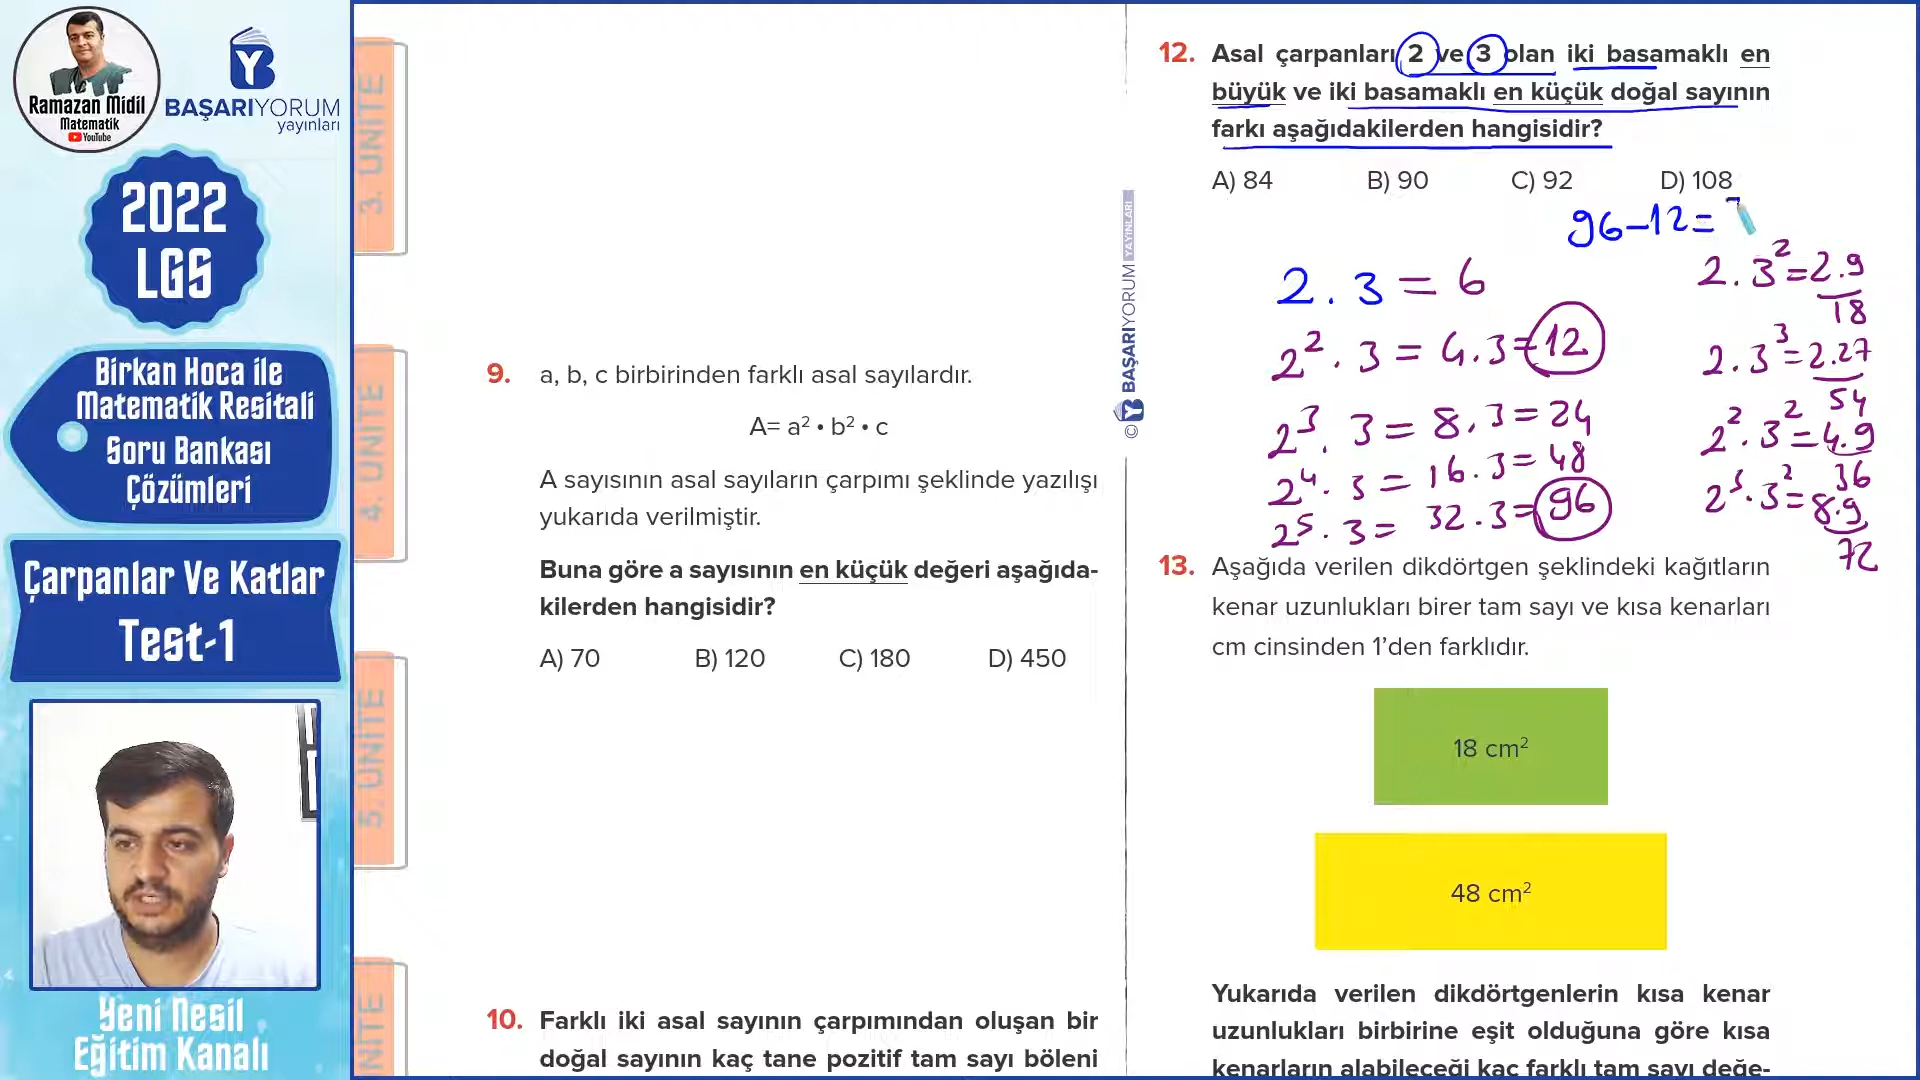 Ramazan Midil
Matematik
YouTube
BAŞARIYORUM
yayınları
2022
LGS
Birkan Hoca ile
Matematik Resitali
Soru Bankası
Çözümleri
Çarpanlar Ve Katlar
Test-1
Yeni Nesil
Eğitim Kanalı
3. ÜNİTE
4. ÜNİTE
5. ÜNİTE
NİTE
9. a, b, c birbirinden farklı asal sayılardır.
A= a² • b² • c
A sayısının asal sayıların çarpımı şeklinde yazılışı
yukarıda verilmiştir.
Buna göre a sayısının en küçük değeri aşağıda-
kilerden hangisidir?
A) 70 B) 120 C) 180 D) 450
10. Farklı iki asal sayının çarpımından oluşan bir
doğal sayının kaç tane pozitif tam sayı böleni
© BAŞARIYORUM YAYINLARI
12. Asal çarpanları 2 ve 3 olan iki basamaklı en
büyük ve iki basamaklı en küçük doğal sayının
farkı aşağıdakilerden hangisidir?
A) 84 B) 90 C) 92 D) 108
96-12=
2.3=6
2².3=4.3=12
2³.3=8.3=24
2⁴.3=16.3=48
2⁵.3=32.3=96
2.3²=2.9
18
2.3³=2.27
54
2².3²=4.9
36
2³.3²=8.9
72
13. Aşağıda verilen dikdörtgen şeklindeki kağıtların
kenar uzunlukları birer tam sayı ve kısa kenarları
cm cinsinden 1’den farklıdır.
18 cm²
48 cm²
Yukarıda verilen dikdörtgenlerin kısa kenar
uzunlukları birbirine eşit olduğuna göre kısa
kenarların alabileceği kaç farklı tam sayı değe-